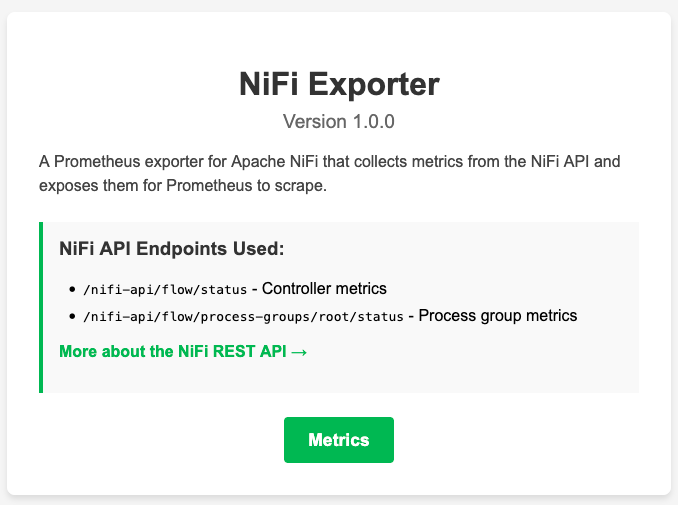 NiFi Exporter
Version 1.0.0
A Prometheus exporter for Apache NiFi that collects metrics from the NiFi API and
exposes them for Prometheus to scrape.
NiFi API Endpoints Used:
• /nifi-api/flow/status - Controller metrics
• /nifi-api/flow/process-groups/root/status - Process group metrics
More about the NiFi REST API →
Metrics